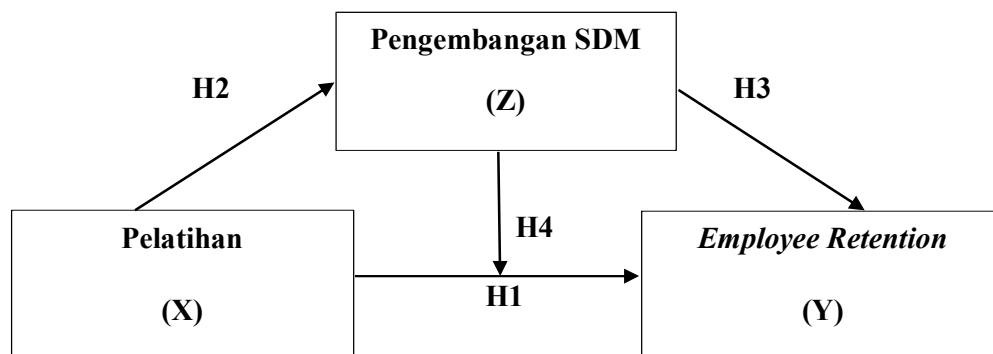 Pengembangan SDM
(Z)
H2
H3
H4
Pelatihan
(X)
H1
Employee Retention
(Y)